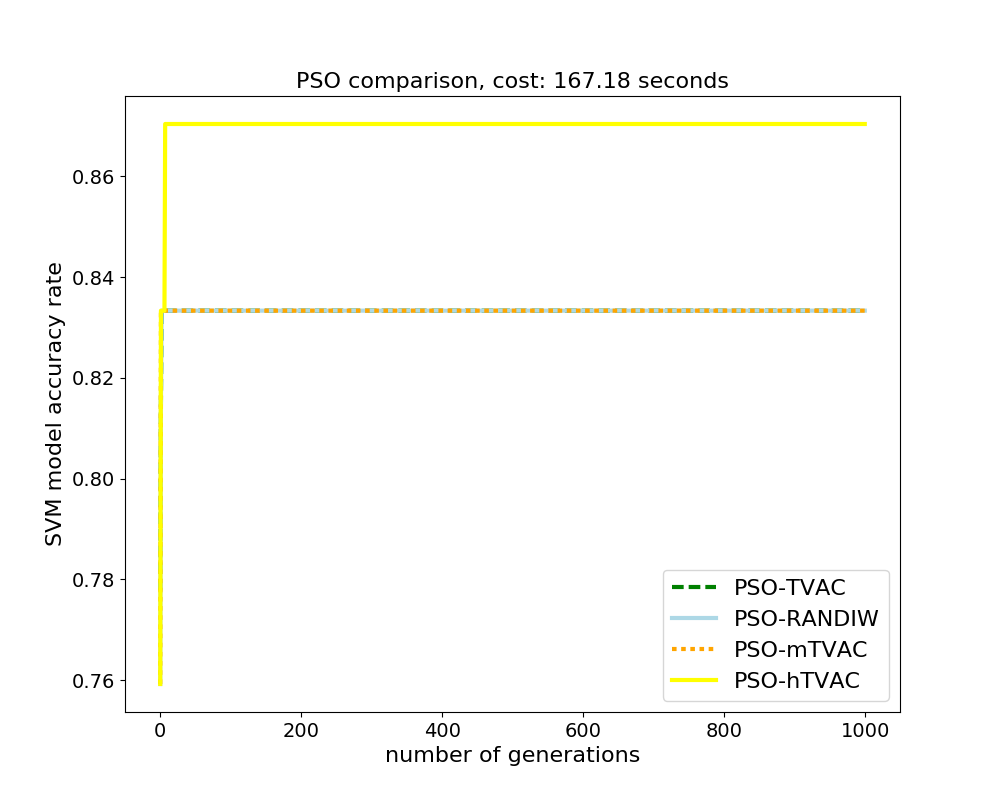 PSO comparison, cost: 167.18 seconds
SVM model accuracy rate
0.86
0.84
0.82
0.80
0.78
0.76
0 200 400 600 800 1000
number of generations
PSO-TVAC
PSO-RANDIW
PSO-mTVAC
PSO-hTVAC